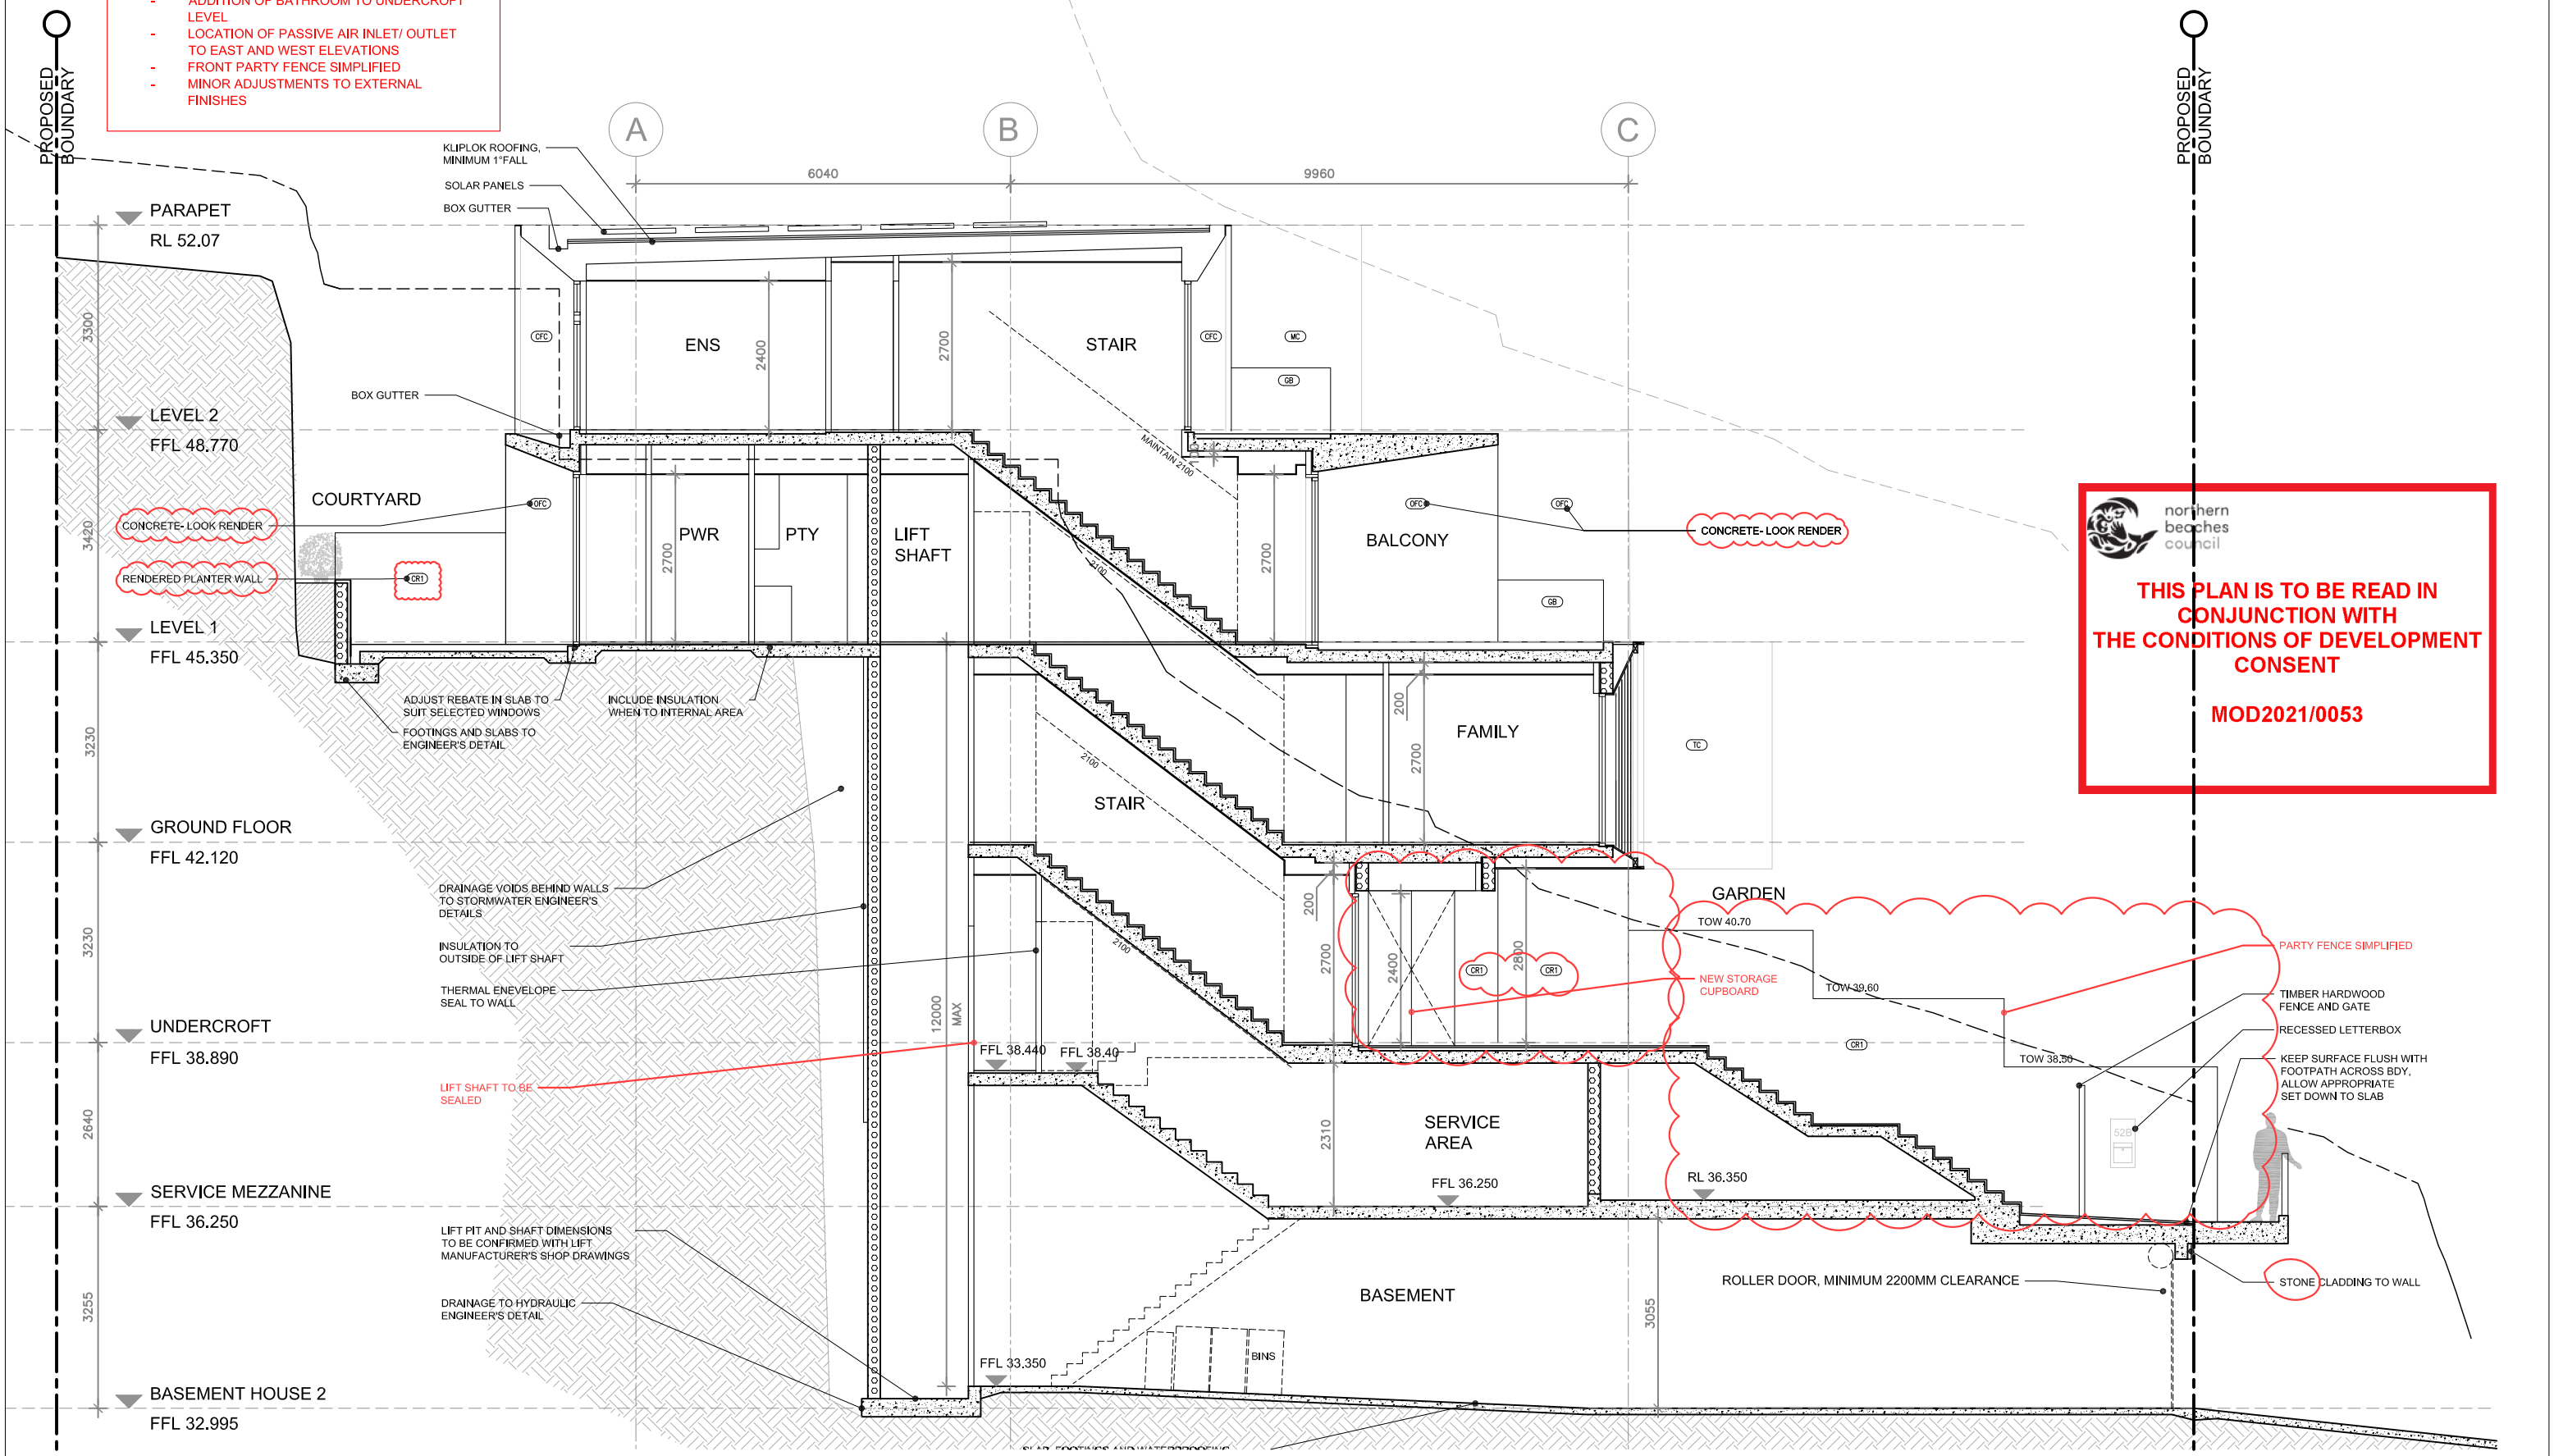 - ADDITION OF BATHROOM TO UNDERCROFT
LEVEL
- LOCATION OF PASSIVE AIR INLET/ OUTLET
TO EAST AND WEST ELEVATIONS
- FRONT PARTY FENCE SIMPLIFIED
- MINOR ADJUSTMENTS TO EXTERNAL
FINISHES
PROPOSED
BOUNDARY
PROPOSED
BOUNDARY
A
B
C
6040
9960
KLIPLOK ROOFING,
MINIMUM 1°FALL
SOLAR PANELS
BOX GUTTER
PARAPET
RL 52.07
3300
LEVEL 2
FFL 48.770
3420
LEVEL 1
FFL 45.350
3230
GROUND FLOOR
FFL 42.120
3230
UNDERCROFT
FFL 38.890
2640
SERVICE MEZZANINE
FFL 36.250
3255
BASEMENT HOUSE 2
FFL 32.995
CFC
ENS
2400
2700
STAIR
CFC
MC
GB
BOX GUTTER
COURTYARD
CONCRETE- LOOK RENDER
OFC
RENDERED PLANTER WALL
CR1
PWR
2700
PTY
LIFT
SHAFT
MAINTAIN 2100
2100
2700
BALCONY
OFC
OFC
CONCRETE- LOOK RENDER
GB
northern
beaches
council
THIS PLAN IS TO BE READ IN
CONJUNCTION WITH
THE CONDITIONS OF DEVELOPMENT
CONSENT
MOD2021/0053
ADJUST REBATE IN SLAB TO
SUIT SELECTED WINDOWS
INCLUDE INSULATION
WHEN TO INTERNAL AREA
FOOTINGS AND SLABS TO
ENGINEER'S DETAIL
2100
STAIR
200
2700
FAMILY
TC
DRAINAGE VOIDS BEHIND WALLS
TO STORMWATER ENGINEER'S
DETAILS
INSULATION TO
OUTSIDE OF LIFT SHAFT
THERMAL ENEVELOPE
SEAL TO WALL
LIFT SHAFT TO BE
SEALED
12000
MAX
2100
FFL 38.440
FFL 38.40
200
2700
2400
2800
CR1
CR1
NEW STORAGE
CUPBOARD
GARDEN
TOW 40.70
TOW 39.60
TOW 38.50
CR1
PARTY FENCE SIMPLIFIED
TIMBER HARDWOOD
FENCE AND GATE
RECESSED LETTERBOX
KEEP SURFACE FLUSH WITH
FOOTPATH ACROSS BDY,
ALLOW APPROPRIATE
SET DOWN TO SLAB
52B
2310
SERVICE
AREA
FFL 36.250
RL 36.350
LIFT PIT AND SHAFT DIMENSIONS
TO BE CONFIRMED WITH LIFT
MANUFACTURER'S SHOP DRAWINGS
DRAINAGE TO HYDRAULIC
ENGINEER'S DETAIL
FFL 33.350
BINS
BASEMENT
3055
ROLLER DOOR, MINIMUM 2200MM CLEARANCE
STONE CLADDING TO WALL
SLAB, FOOTINGS AND WATERPROOFING